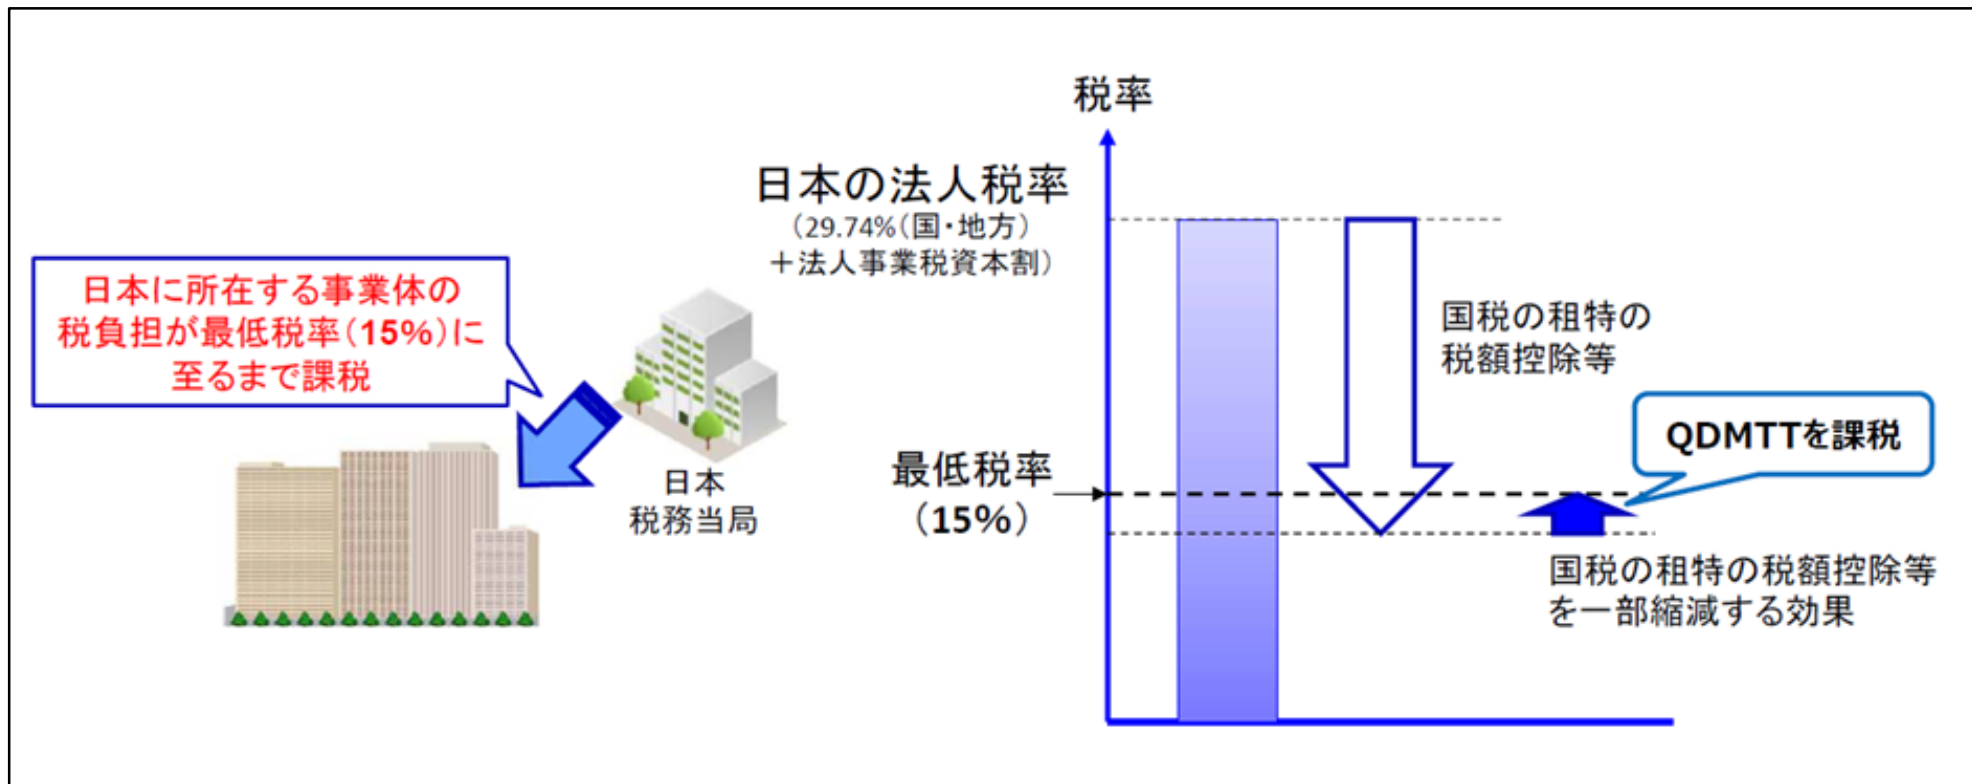 日本に所在する事業体の
税負担が最低税率(15%)に
至るまで課税
日本
税務当局
税率
日本の法人税率
(29.74%(国・地方)
＋法人事業税資本割)
国税の租特の
税額控除等
最低税率
(15%)
QDMTTを課税
国税の租特の税額控除等
を一部縮減する効果